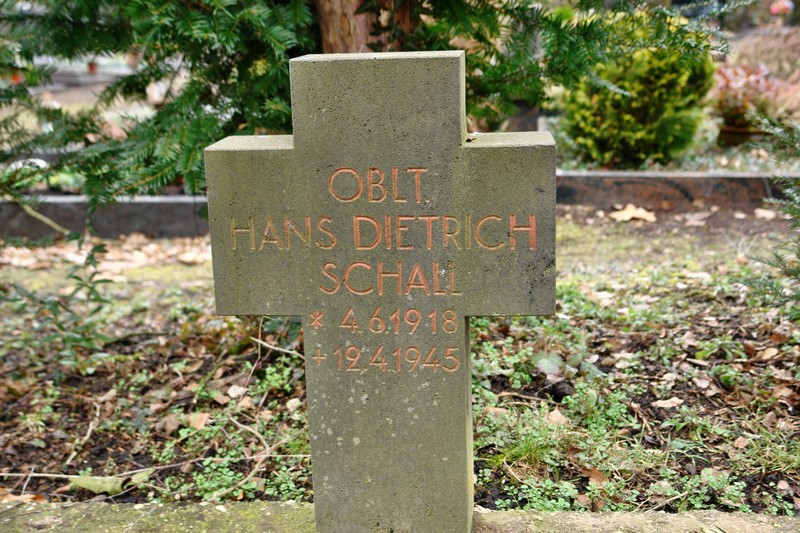 OBLT.
HANS DIETRICH
SCHALL
* 4.6.1918
+ 12.4.1945